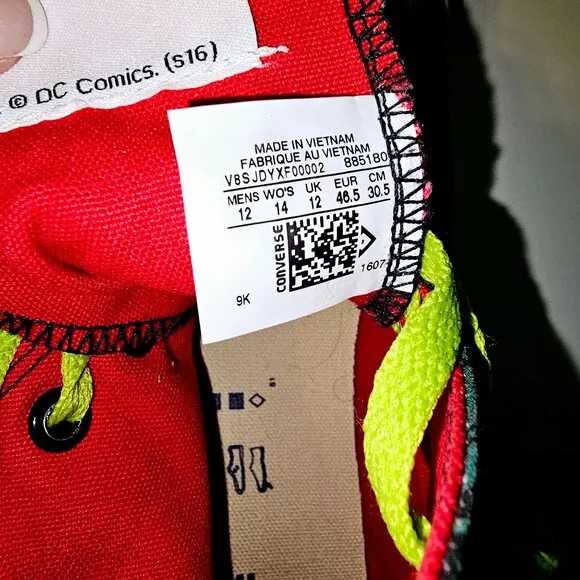 © DC Comics. (s16)
MADE IN VIETNAM
FABRIQUE AU VIETNAM
V8SJDYXF00002 885180
MENS WO'S UK EUR CM
12 14 12 46.5 30.5
CONVERSE
1607
9K